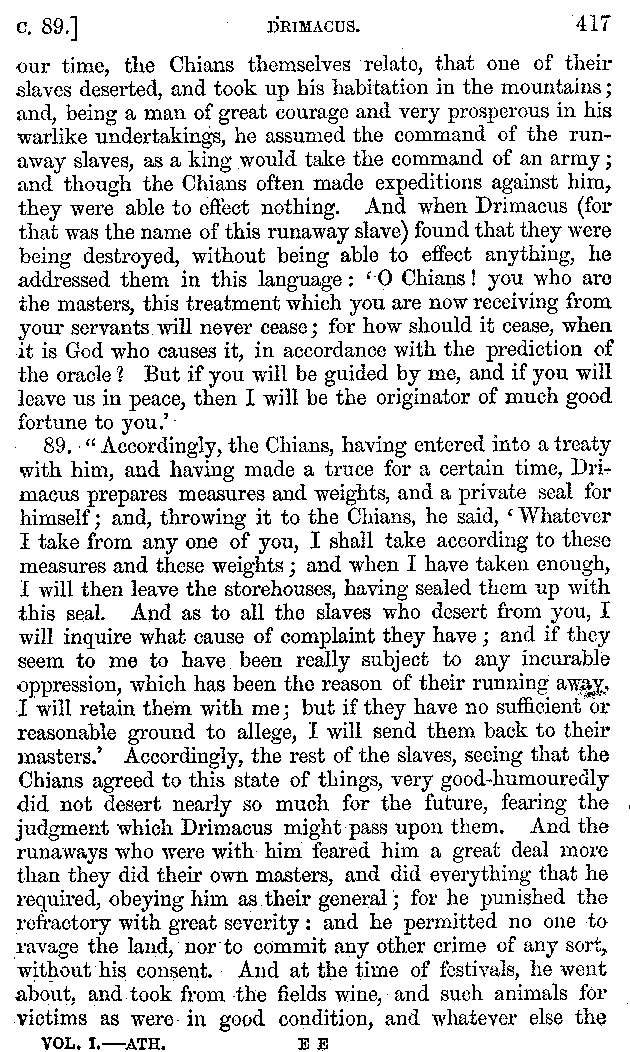 C. 89.] DRIMACUS. 417
our time, the Chians themselves relate, that one of their
slaves deserted, and took up his habitation in the mountains;
and, being a man of great courage and very prosperous in his
warlike undertakings, he assumed the command of the run-
away slaves, as a king would take the command of an army;
and though the Chians often made expeditions against him,
they were able to effect nothing. And when Drimacus (for
that was the name of this runaway slave) found that they were
being destroyed, without being able to effect anything, he
addressed them in this language: ‘O Chians! you who are
the masters, this treatment which you are now receiving from
your servants will never cease; for how should it cease, when
it is God who causes it, in accordance with the prediction of
the oracle? But if you will be guided by me, and if you will
leave us in peace, then I will be the originator of much good
fortune to you.’
89. “Accordingly, the Chians, having entered into a treaty
with him, and having made a truce for a certain time, Dri-
macus prepares measures and weights, and a private seal for
himself; and, throwing it to the Chians, he said, ‘Whatever
I take from any one of you, I shall take according to these
measures and these weights; and when I have taken enough,
I will then leave the storehouses, having sealed them up with
this seal. And as to all the slaves who desert from you, I
will inquire what cause of complaint they have; and if they
seem to me to have been really subject to any incurable
oppression, which has been the reason of their running away,
I will retain them with me; but if they have no sufficient or
reasonable ground to allege, I will send them back to their
masters.’ Accordingly, the rest of the slaves, seeing that the
Chians agreed to this state of things, very good-humouredly
did not desert nearly so much for the future, fearing the
judgment which Drimacus might pass upon them. And the
runaways who were with him feared him a great deal more
than they did their own masters, and did everything that he
required, obeying him as their general; for he punished the
refractory with great severity: and he permitted no one to
ravage the land, nor to commit any other crime of any sort,
without his consent. And at the time of festivals, he went
about, and took from the fields wine, and such animals for
victims as were in good condition, and whatever else the
VOL. I.—ATH. E E